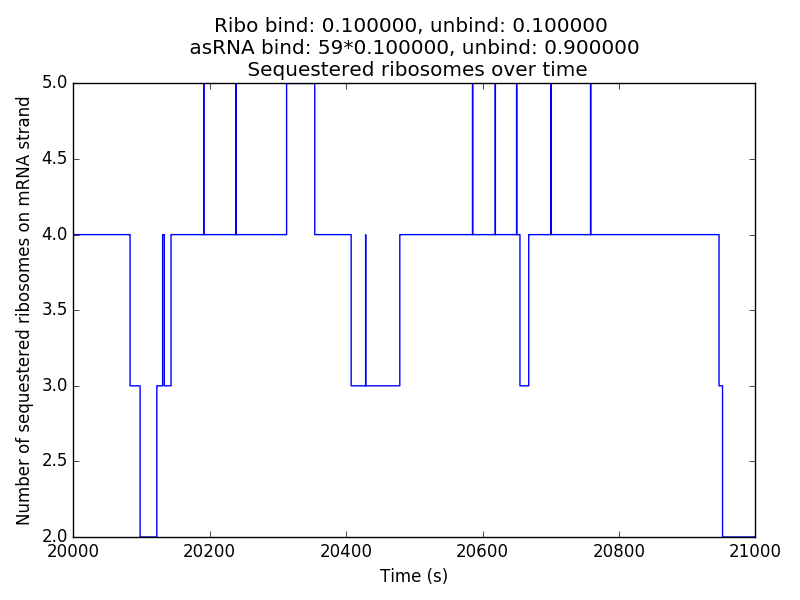 Ribo bind: 0.100000, unbind: 0.100000
asRNA bind: 59*0.100000, unbind: 0.900000
Sequestered ribosomes over time
Number of sequestered ribosomes on mRNA strand
5.0
4.5
4.0
3.5
3.0
2.5
2.0
20000 20200 20400 20600 20800 21000
Time (s)